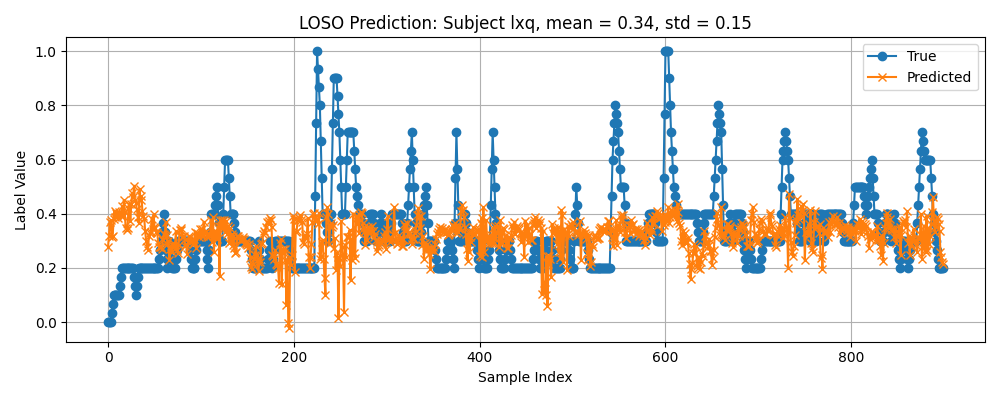 LOSO Prediction: Subject lxq, mean = 0.34, std = 0.15
True
Predicted
Label Value
1.0
0.8
0.6
0.4
0.2
0.0
0
200
400
600
800
Sample Index